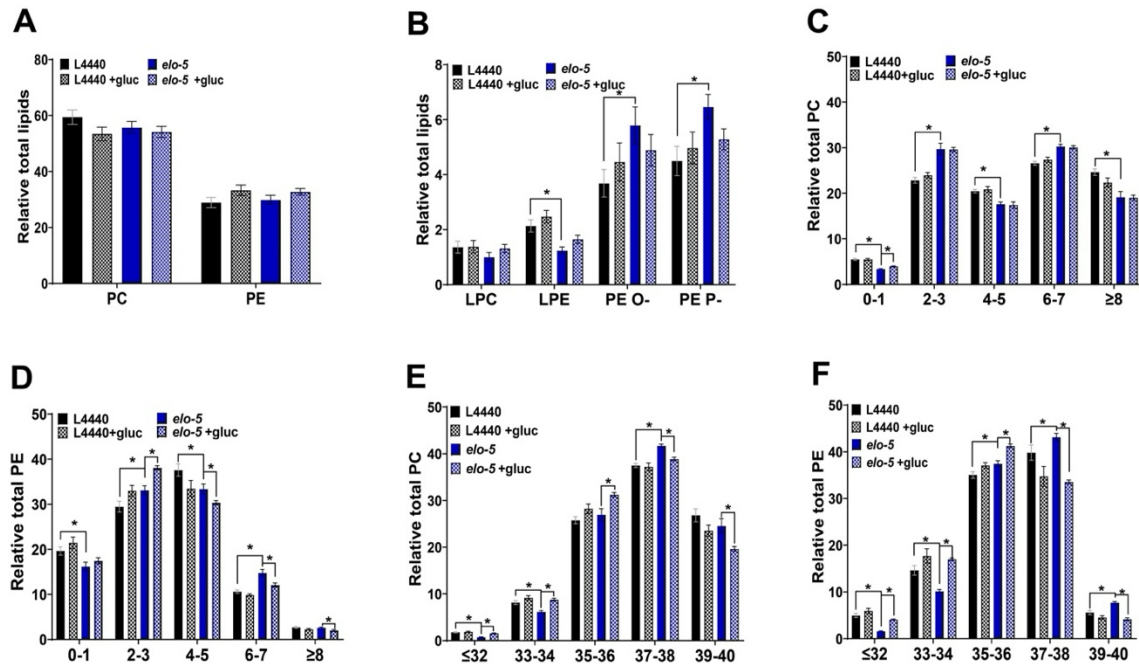 A
L4440
elo-5
L4440 +gluc
elo-5 +gluc
Relative total lipids
80
60
40
20
0
PC
PE
B
L4440
elo-5
L4440 +gluc
elo-5 +gluc
Relative total lipids
8
6
4
2
0
*
*
*
LPC
LPE
PE O-
PE P-
C
L4440
elo-5
L4440+gluc
elo-5 +gluc
Relative total PC
50
40
30
20
10
0
* *
*
*
*
*
0-1
2-3
4-5
6-7
≥8
D
L4440
elo-5
L4440+gluc
elo-5 +gluc
Relative total PE
50
40
30
20
10
0
*
* *
* *
* *
*
0-1
2-3
4-5
6-7
≥8
E
L4440
L4440 +gluc
elo-5
elo-5 +gluc
Relative total PC
50
40
30
20
10
0
* *
* *
*
* *
*
≤32
33-34
35-36
37-38
39-40
F
L4440
L4440 +gluc
elo-5
elo-5 +gluc
Relative total PE
50
40
30
20
10
0
* *
* *
* *
* *
* *
≤32
33-34
35-36
37-38
39-40